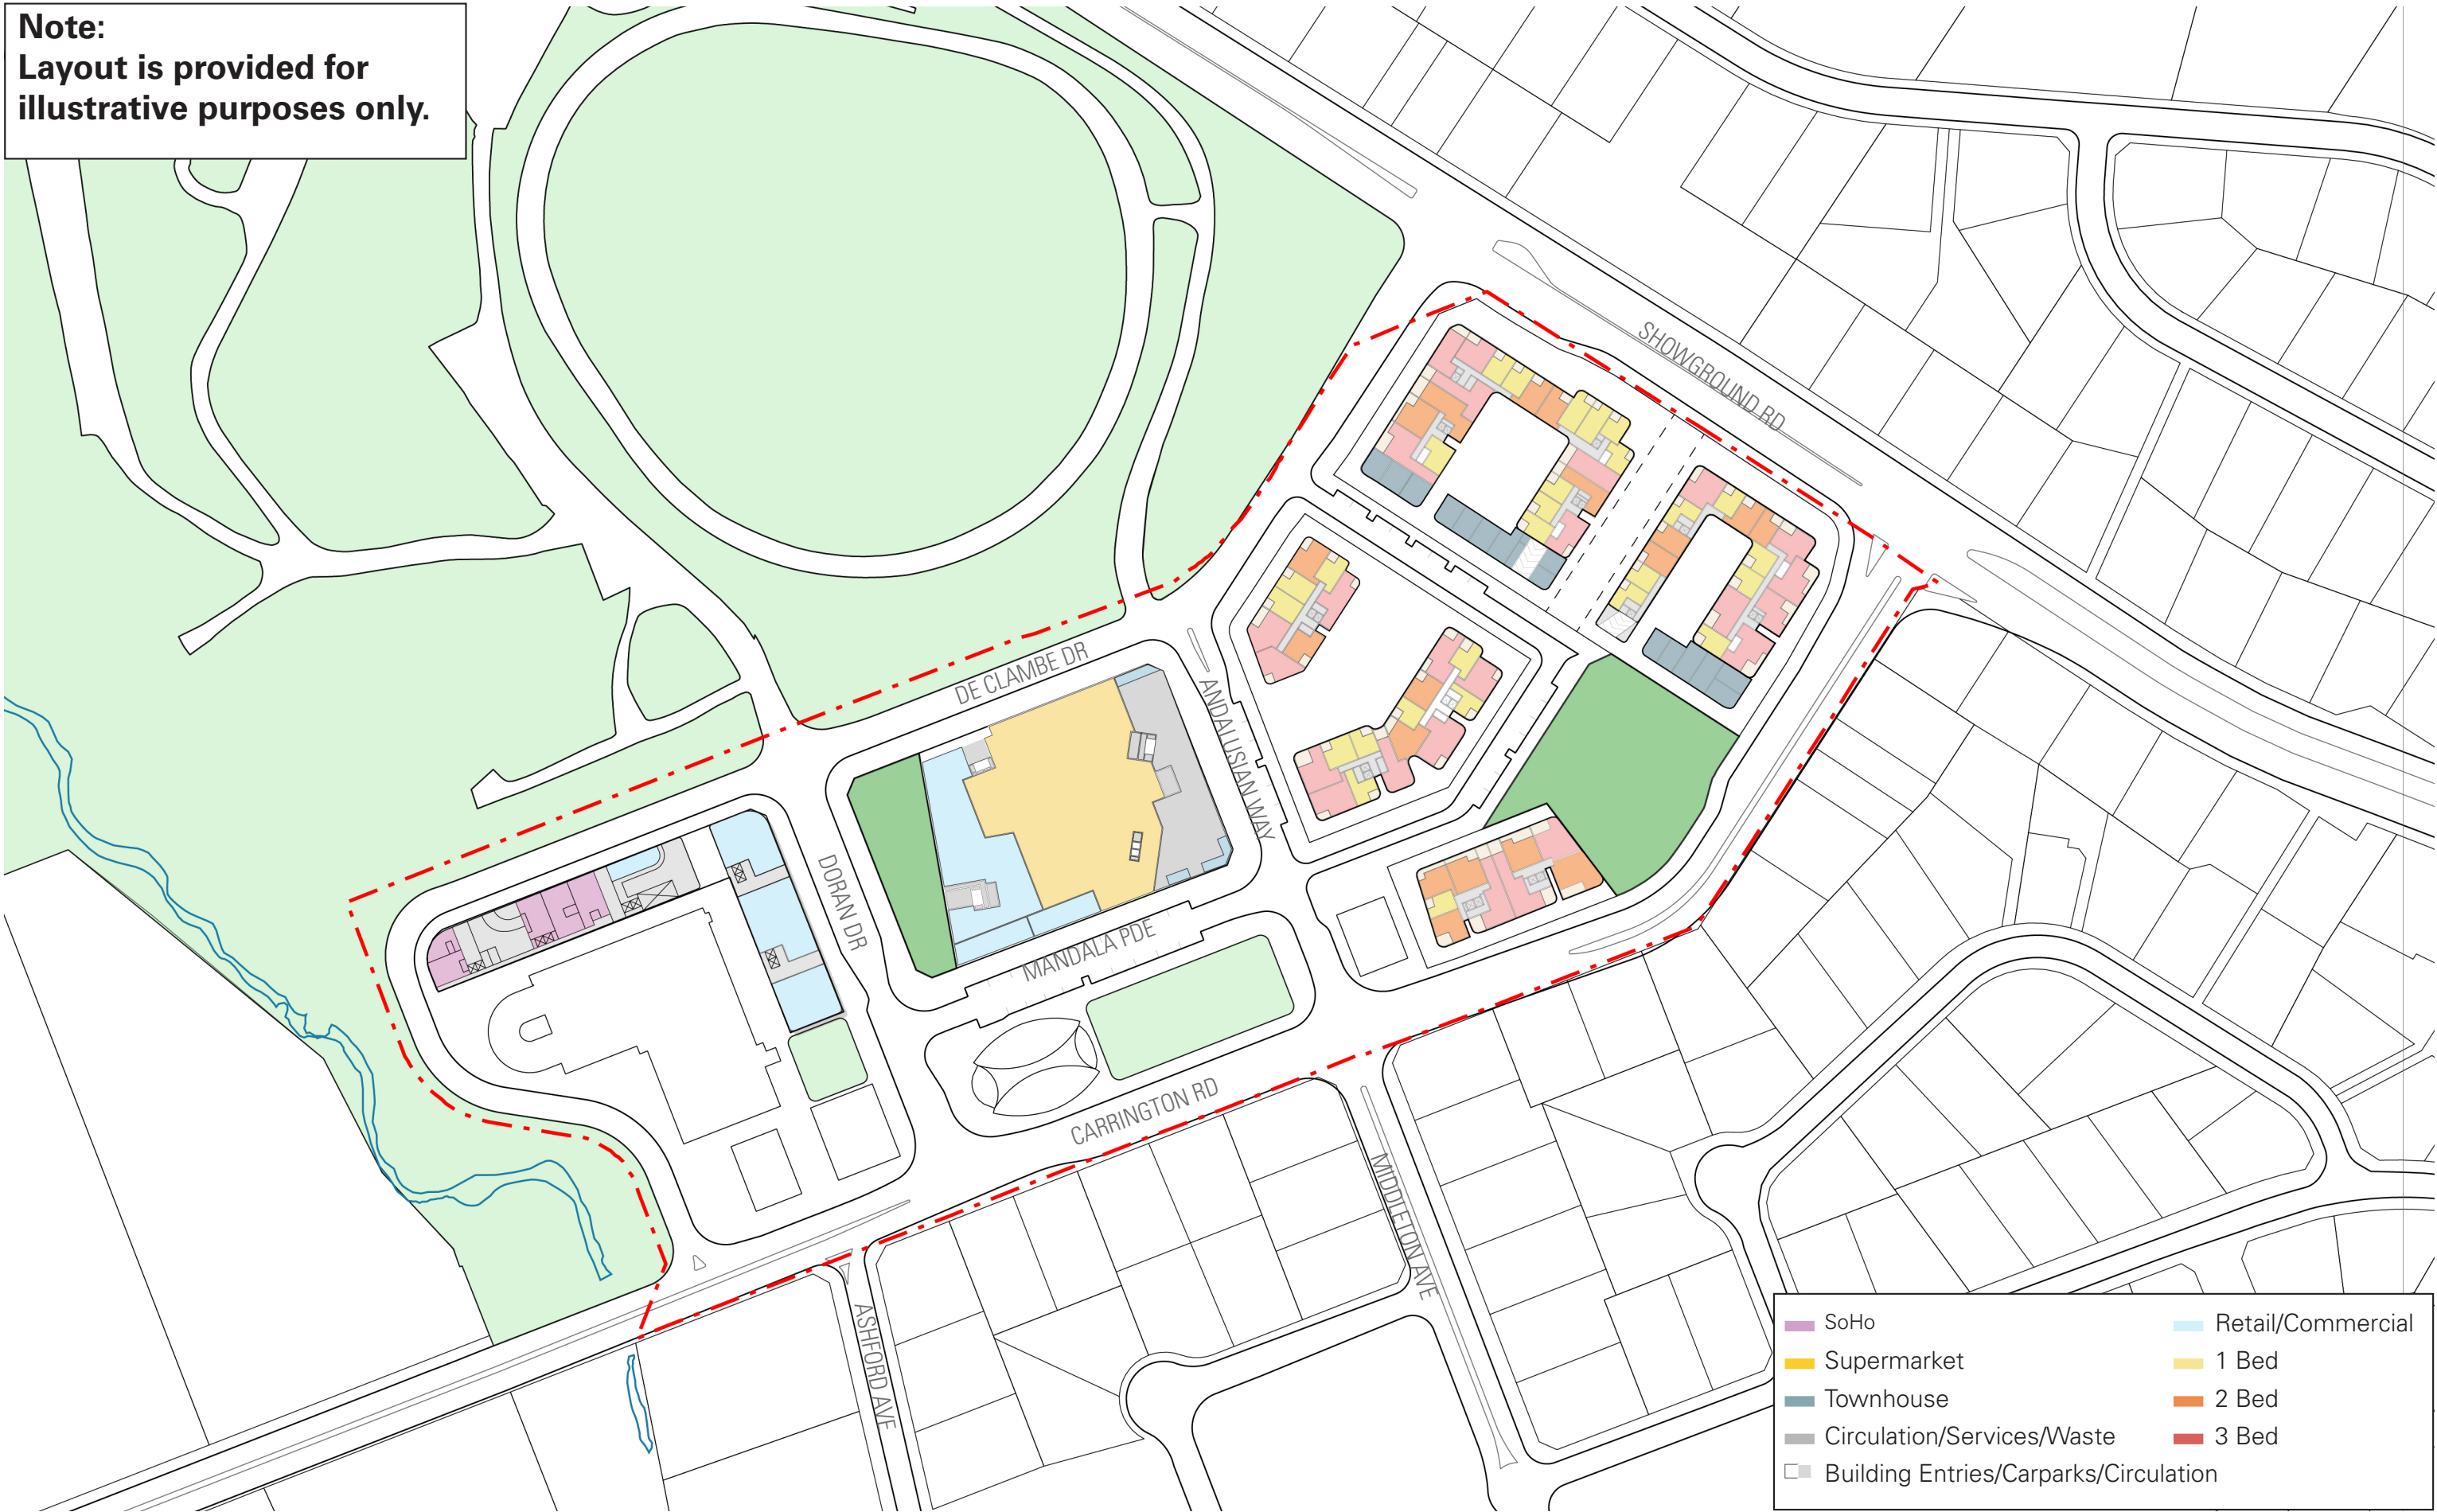 Note:
Layout is provided for
illustrative purposes only.
SHOWGROUND RD
DE CLAMBE DR
ANDALUSIAN WAY
DORAN DR
MANDALA PDE
CARRINGTON RD
MIDDLETON AVE
ASHFORD AVE
SoHo
Supermarket
Townhouse
Circulation/Services/Waste
Building Entries/Carparks/Circulation
Retail/Commercial
1 Bed
2 Bed
3 Bed